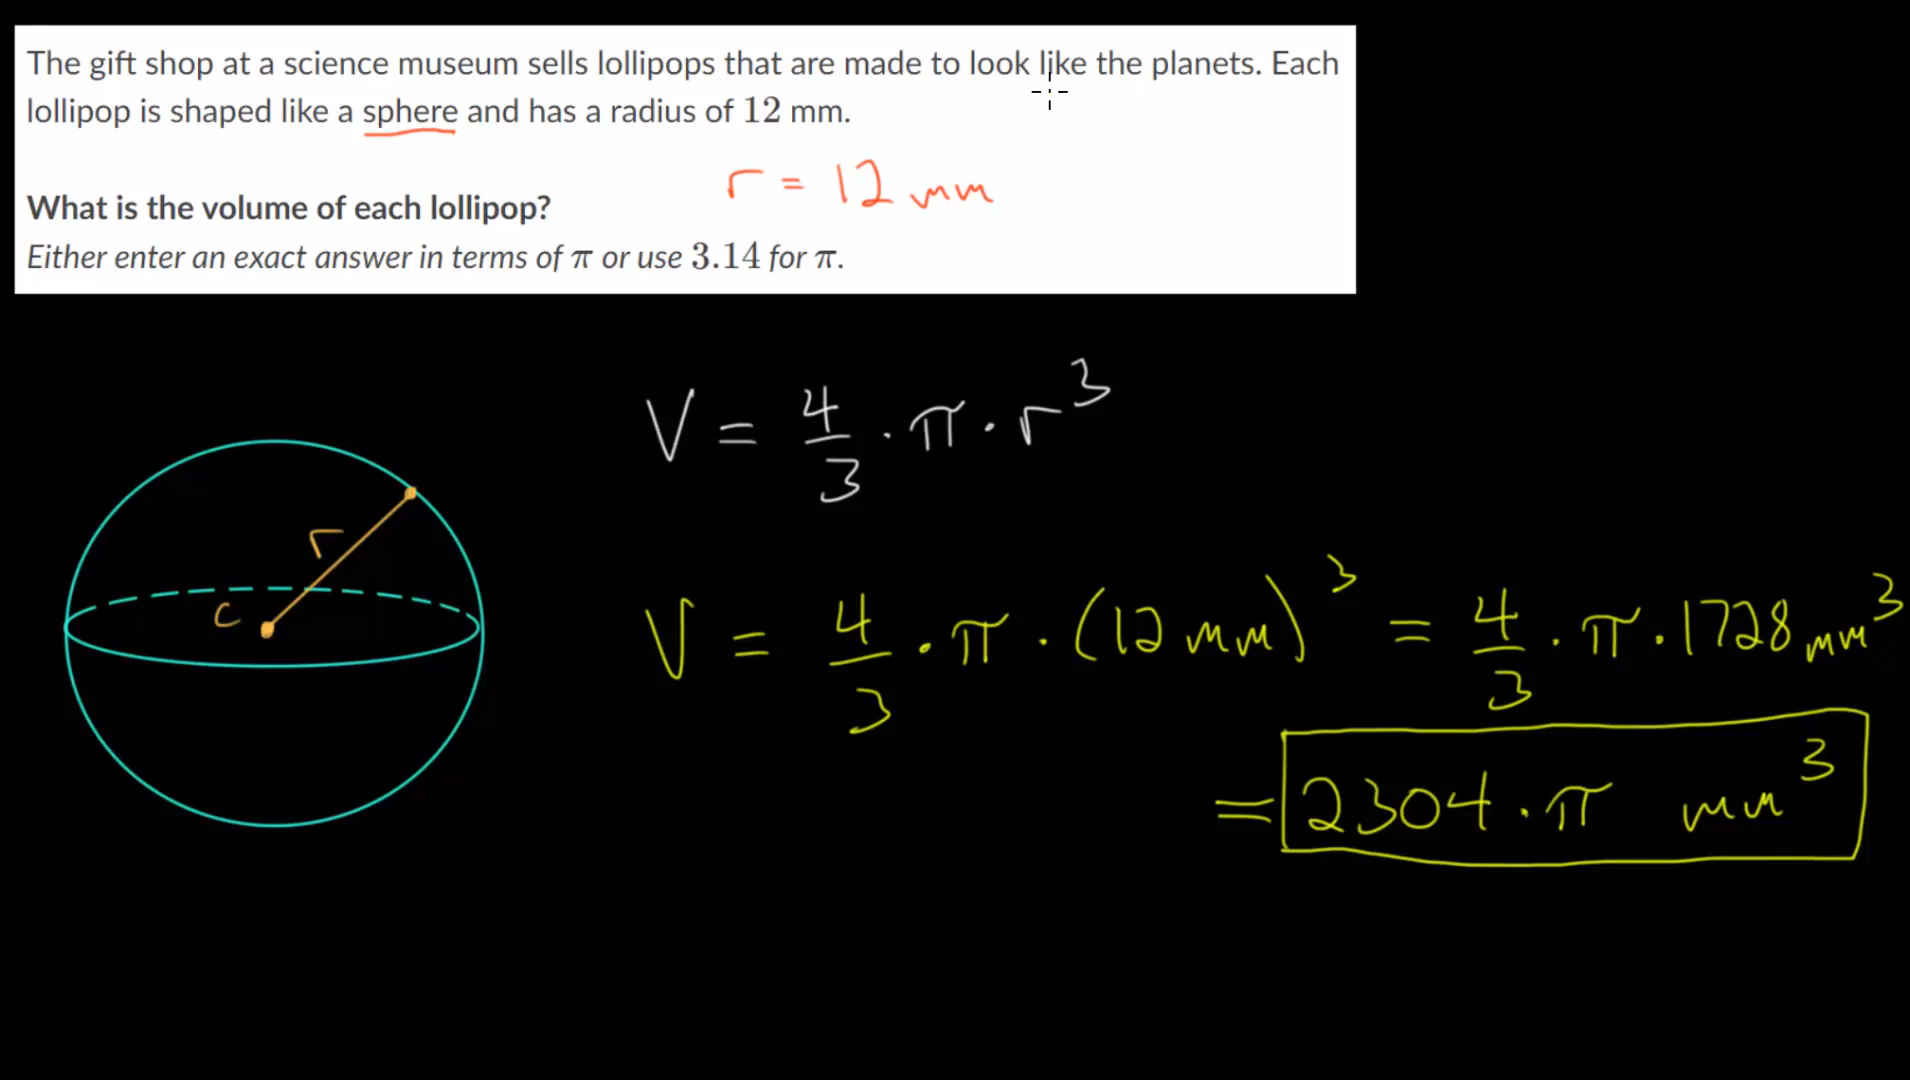 The gift shop at a science museum sells lollipops that are made to look like the planets. Each
lollipop is shaped like a sphere and has a radius of 12 mm.
r = 12 mm
What is the volume of each lollipop?
Either enter an exact answer in terms of π or use 3.14 for π.
V = 4/3 · π · r³
r
c
V = 4/3 · π · (12 mm)³ = 4/3 · π · 1728 mm³
= 2304 · π mm³